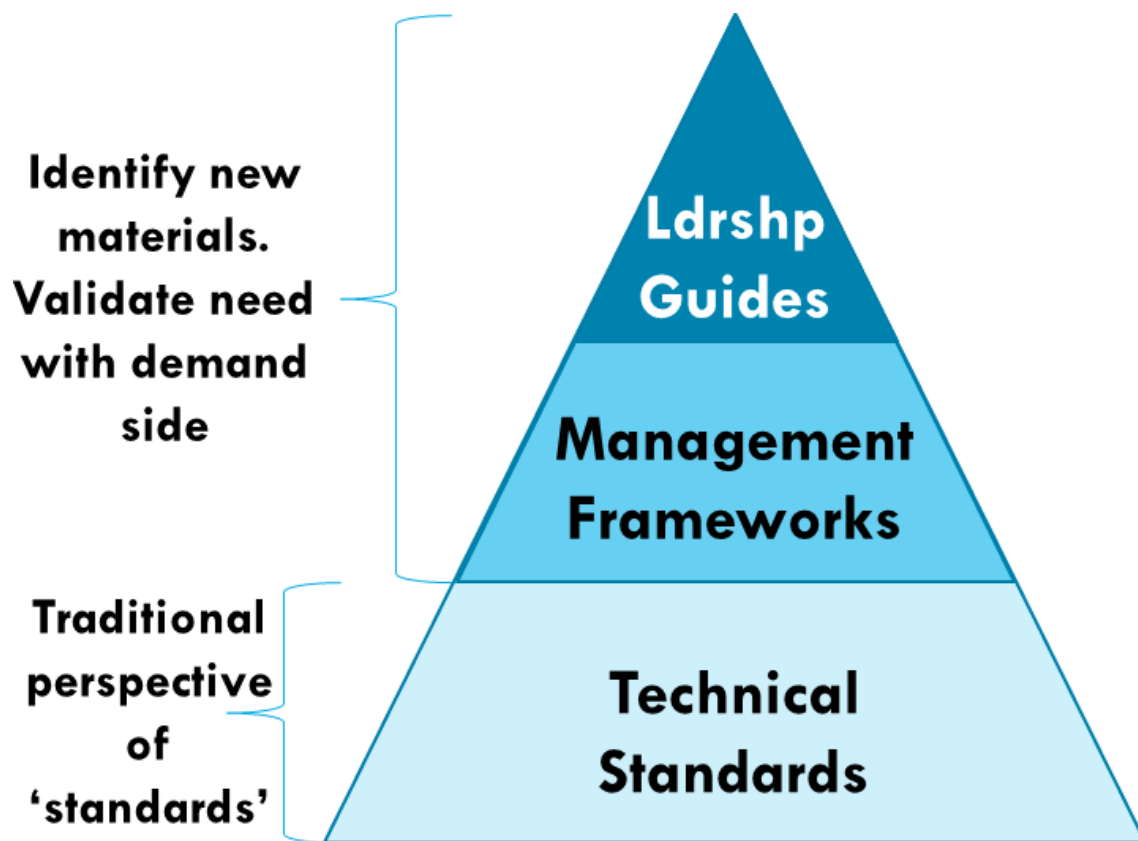 Identify new
materials.
Validate need
with demand
side
Ldrshp
Guides
Management
Frameworks
Traditional
perspective
of
‘standards’
Technical
Standards